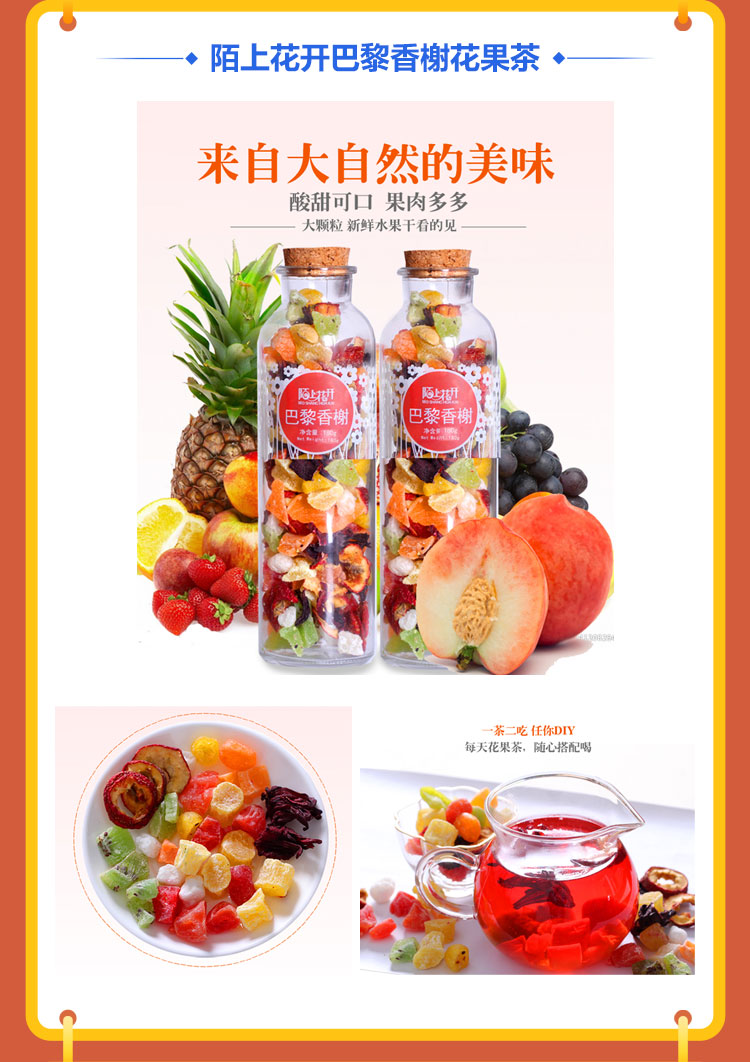 陌上花开巴黎香榭花果茶
来自大自然的美味
酸甜可口 果肉多多
大颗粒 新鲜水果干看的见
陌上花开
巴黎香榭
陌上花开
巴黎香榭
一茶二吃 任你DIY
每天花果茶,随心搭配喝